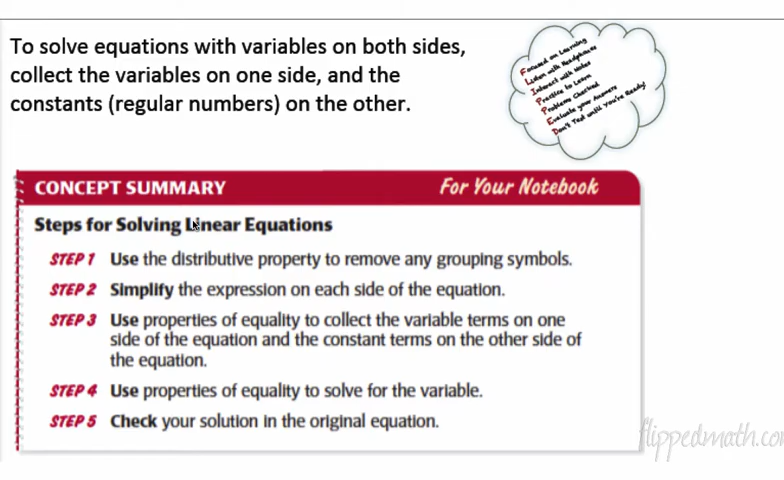 To solve equations with variables on both sides,
collect the variables on one side, and the
constants (regular numbers) on the other.
Focused on Learning
Listen with Headphones
Interact with Notes
Practice to Learn
Problems Checked
Evaluate your Answers
Don't Test until You're Ready!
CONCEPT SUMMARY
For Your Notebook
Steps for Solving Linear Equations
STEP 1 Use the distributive property to remove any grouping symbols.
STEP 2 Simplify the expression on each side of the equation.
STEP 3 Use properties of equality to collect the variable terms on one
side of the equation and the constant terms on the other side of
the equation.
STEP 4 Use properties of equality to solve for the variable.
STEP 5 Check your solution in the original equation.
flippedmath.co